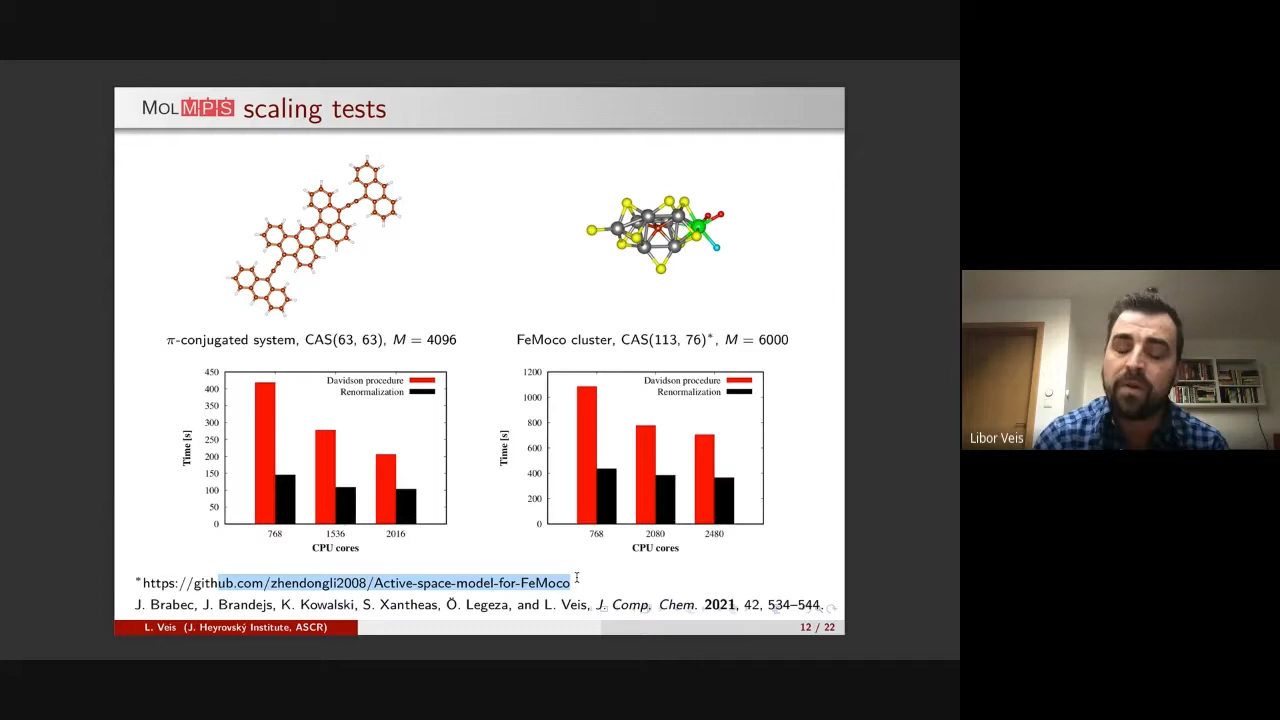 MOLMPS scaling tests
π-conjugated system, CAS(63, 63), M = 4096
FeMoco cluster, CAS(113, 76)*, M = 6000
450
400
350
300
250
200
150
100
50
0
Time [s]
Davidson procedure
Renormalization
768 1536 2016
CPU cores
1200
1000
800
600
400
200
0
Time [s]
Davidson procedure
Renormalization
768 2080 2480
CPU cores
*https://github.com/zhendongli2008/Active-space-model-for-FeMoco
J. Brabec, J. Brandejs, K. Kowalski, S. Xantheas, Ö. Legeza, and L. Veis, J. Comp. Chem. 2021, 42, 534–544.
L. Veis (J. Heyrovský Institute, ASCR)
12 / 22
Libor Veis